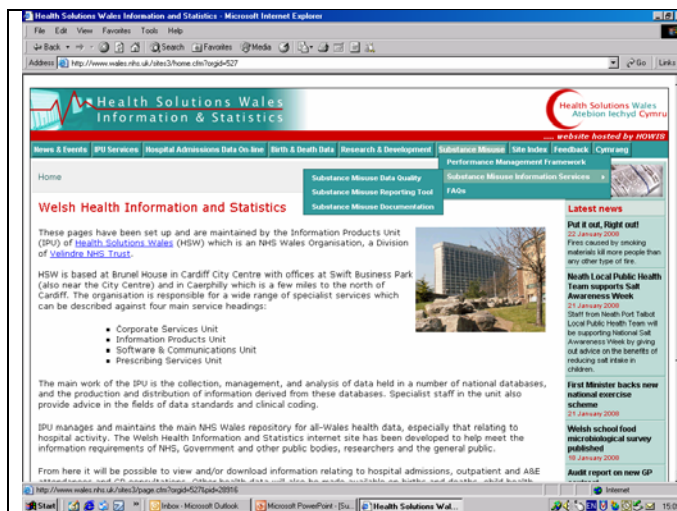 Health Solutions Wales Information and Statistics - Microsoft Internet Explorer
File Edit View Favorites Tools Help
Back Search Favorites Media
Address http://www.wales.nhs.uk/sites3/home.cfm?orgid=527 Go Links
Health Solutions Wales
Information & Statistics
Health Solutions Wales
Atebion Iechyd Cymru
..... website hosted by HOWIS
News & Events IPU Services Hospital Admissions Data On-line Birth & Death Data Research & Development Substance Misuse Site Index Feedback Cymraeg
Performance Management Framework
Substance Misuse Information Services
FAQs
Substance Misuse Data Quality
Substance Misuse Reporting Tool
Substance Misuse Documentation
Home
Welsh Health Information and Statistics
These pages have been set up and are maintained by the Information Products Unit
(IPU) of Health Solutions Wales (HSW) which is an NHS Wales Organisation, a Division
of Velindre NHS Trust.
HSW is based at Brunel House in Cardiff City Centre with offices at Swift Business Park
(also near the City Centre) and in Caerphilly which is a few miles to the north of
Cardiff. The organisation is responsible for a wide range of specialist services which
can be described against four main service headings:
Corporate Services Unit
Information Products Unit
Software & Communications Unit
Prescribing Services Unit
The main work of the IPU is the collection, management, and analysis of data held in a number of national databases,
and the production and distribution of information derived from these databases. Specialist staff in the unit also
provide advice in the fields of data standards and clinical coding.
IPU manages and maintains the main NHS Wales repository for all-Wales health data, especially that relating to
hospital activity. The Welsh Health Information and Statistics internet site has been developed to help meet the
information requirements of NHS, Government and other public bodies, researchers and the general public.
From here it will be possible to view and/or download information relating to hospital admissions, outpatient and A&E
Latest news
Put it out, Right out!
22 January 2008
Fires caused by smoking
materials kill more people than
any other type of fire.
Neath Local Public Health
Team supports Salt
Awareness Week
21 January 2008
Staff from Neath Port Talbot
Local Public Health Team will
be supporting National Salt
Awareness Week by giving
out advice on the benefits of
reducing salt intake in
children.
First Minister backs new
national exercise
scheme
21 January 2008
Welsh school food
microbiological survey
published
18 January 2008
Audit report on new GP
http://www.wales.nhs.uk/sites3/page.cfm?orgid=527&pid=28916 Internet
Start Inbox - Microsoft Outlook Microsoft PowerPoint - [Su... Health Solutions Wal... EN